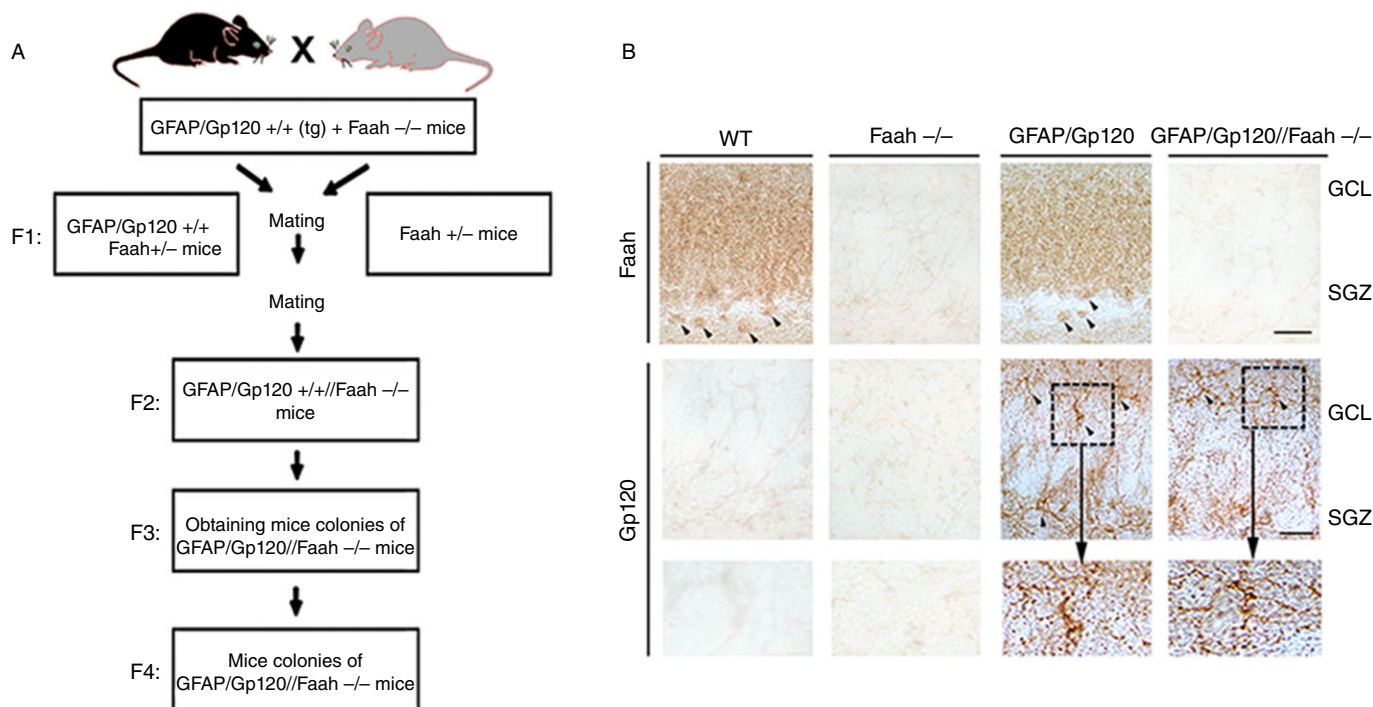 A
X
GFAP/Gp120 +/+ (tg) + Faah –/– mice
F1:
GFAP/Gp120 +/+
Faah+/– mice
Mating
Faah +/– mice
Mating
F2:
GFAP/Gp120 +/+//Faah –/–
mice
F3:
Obtaining mice colonies of
GFAP/Gp120//Faah –/– mice
F4:
Mice colonies of
GFAP/Gp120//Faah –/– mice
B
WT
Faah –/–
GFAP/Gp120
GFAP/Gp120//Faah –/–
Faah
GCL
SGZ
Gp120
GCL
SGZ